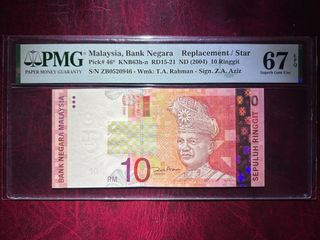 PMG
PAPER MONEY GUARANTY
Malaysia, Bank Negara Replacement / Star
Pick# 46* KNB63h-n RD15-21 ND (2004) 10 Ringgit
S/N ZB0520946 - Wmk: T.A. Rahman - Sign. Z.A. Aziz
67 EPQ
Superb Gem Unc
BANK NEGARA MALAYSIA
RM 10
10
SEPULUH RINGGIT